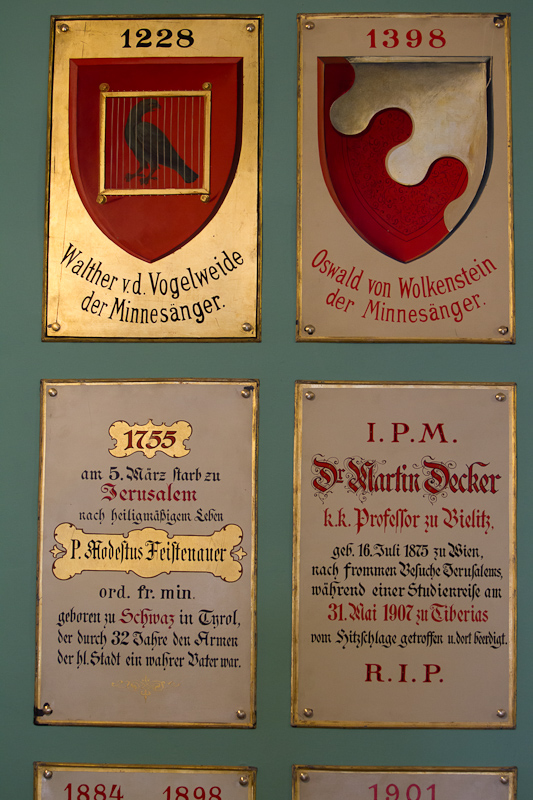 1228
Walther v. d. Vogelweide
der Minnesänger.
1398
Oswald von Wolkenstein
der Minnesänger.
1755
am 5. März starb zu
Jerusalem
nach heiligmäßigem Leben
P. Modestus Feistenauer
ord. fr. min.
geboren zu Schwaz in Tyrol,
der durch 32 Jahre den Armen
der hl. Stadt ein wahrer Vater war.
I.P.M.
Dr Martin Decker
k.k. Professor zu Bielitz,
geb. 16. Juli 1875 zu Wien,
nach frommen Besuche Jerusalems,
während einer Studienreise am
31. Mai 1907 zu Tiberias
vom Hitzschlage getroffen u. dort beerdigt.
R.I.P.
1884 1898
1901